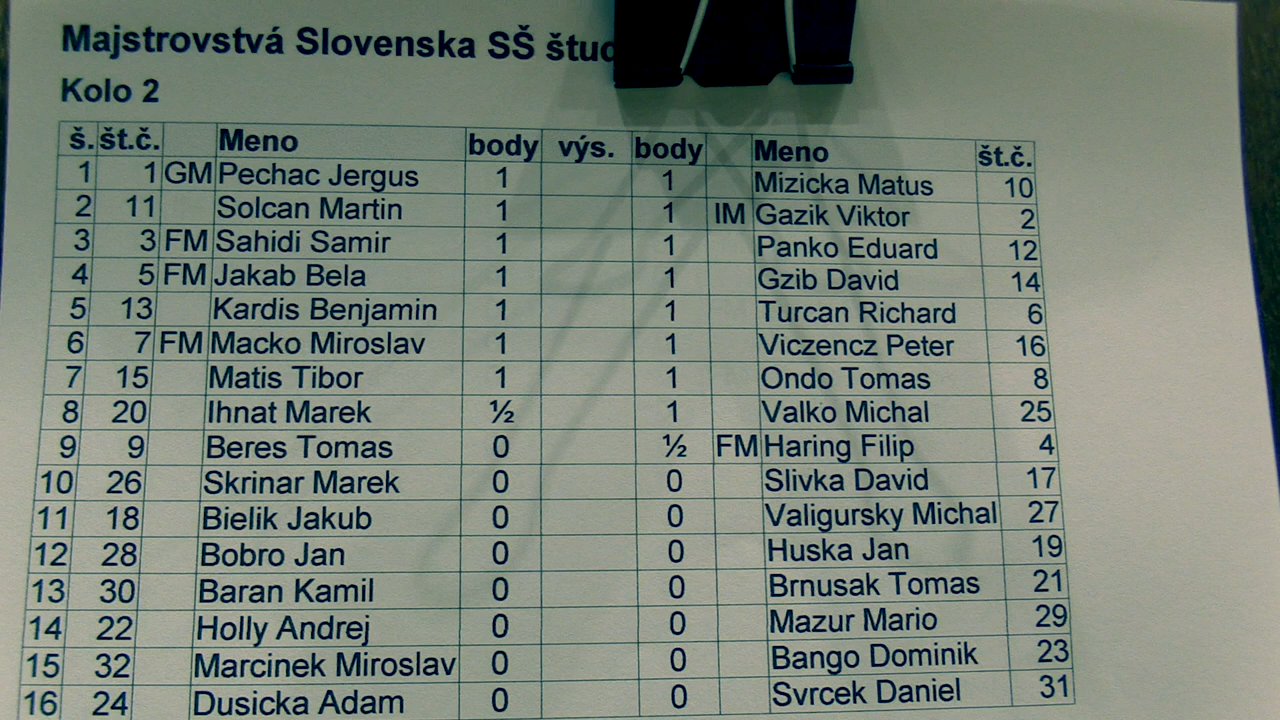 Majstrovstvá Slovenska SŠ štud
Kolo 2
š. št.č. Meno body výs. body Meno št.č.
1 1 GM Pechac Jergus 1 1 Mizicka Matus 10
2 11 Solcan Martin 1 1 IM Gazik Viktor 2
3 3 FM Sahidi Samir 1 1 Panko Eduard 12
4 5 FM Jakab Bela 1 1 Gzib David 14
5 13 Kardis Benjamin 1 1 Turcan Richard 6
6 7 FM Macko Miroslav 1 1 Viczencz Peter 16
7 15 Matis Tibor 1 1 Ondo Tomas 8
8 20 Ihnat Marek ½ 1 Valko Michal 25
9 9 Beres Tomas 0 ½ FM Haring Filip 4
10 26 Skrinar Marek 0 0 Slivka David 17
11 18 Bielik Jakub 0 0 Valigursky Michal 27
12 28 Bobro Jan 0 0 Huska Jan 19
13 30 Baran Kamil 0 0 Brnusak Tomas 21
14 22 Holly Andrej 0 0 Mazur Mario 29
15 32 Marcinek Miroslav 0 0 Bango Dominik 23
16 24 Dusicka Adam 0 0 Svrcek Daniel 31